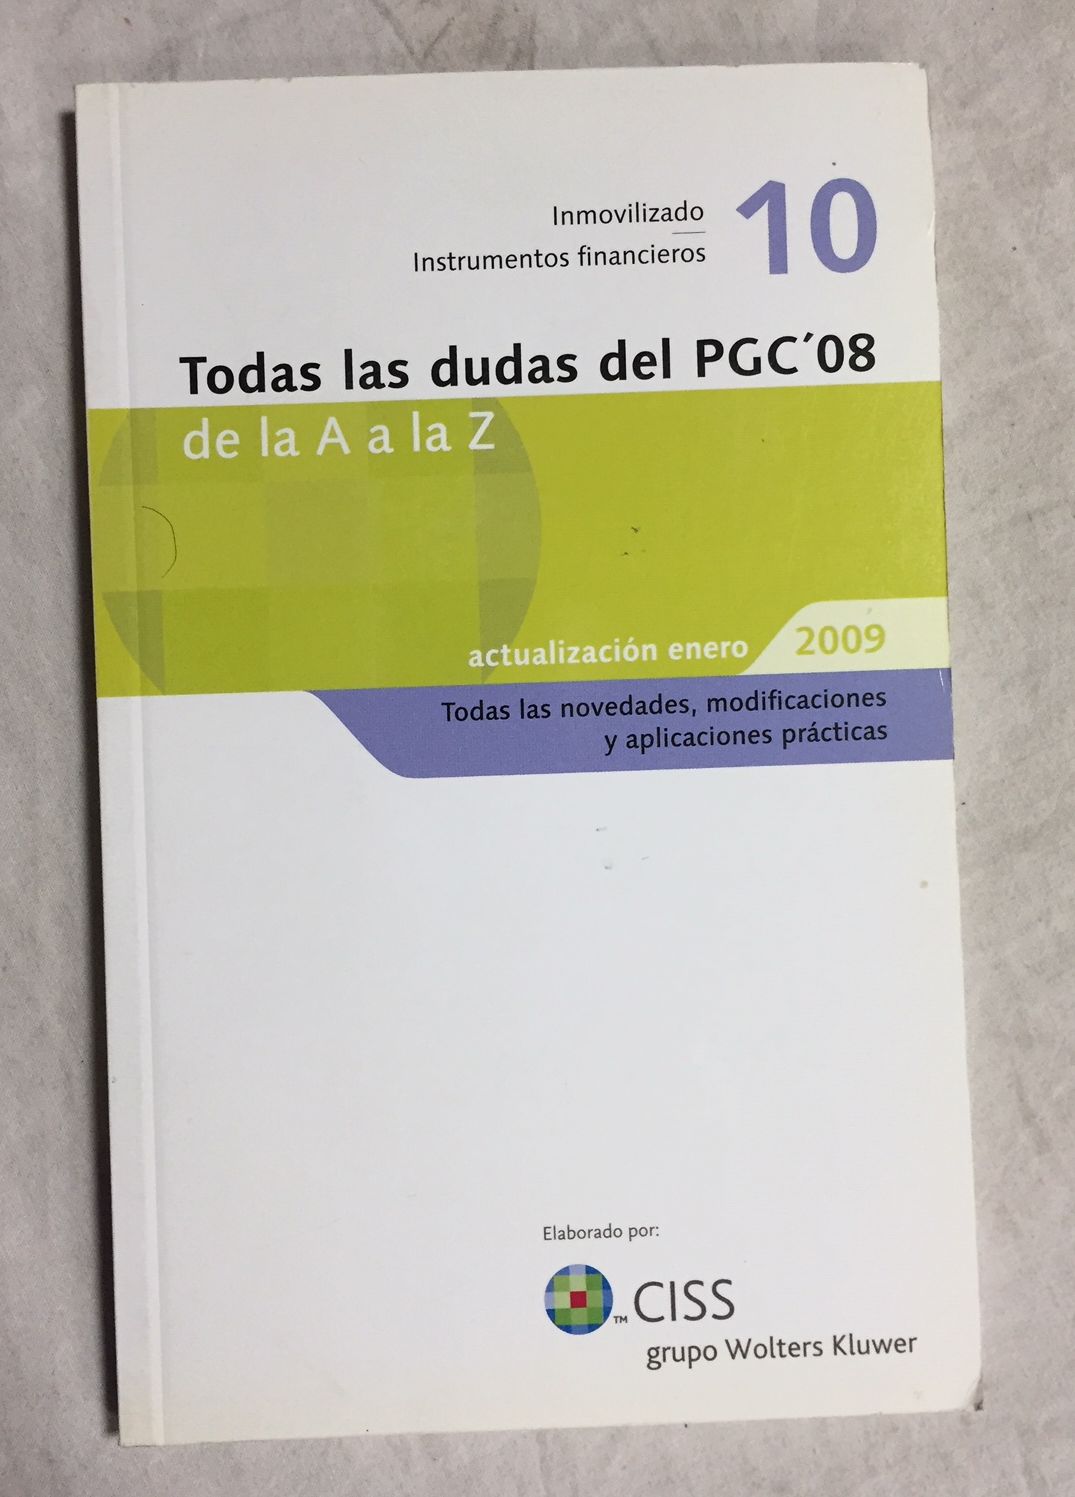 Inmovilizado
Instrumentos financieros
10
Todas las dudas del PGC´08
de la A a la Z
actualización enero 2009
Todas las novedades, modificaciones
y aplicaciones prácticas
Elaborado por:
™ CISS
grupo Wolters Kluwer